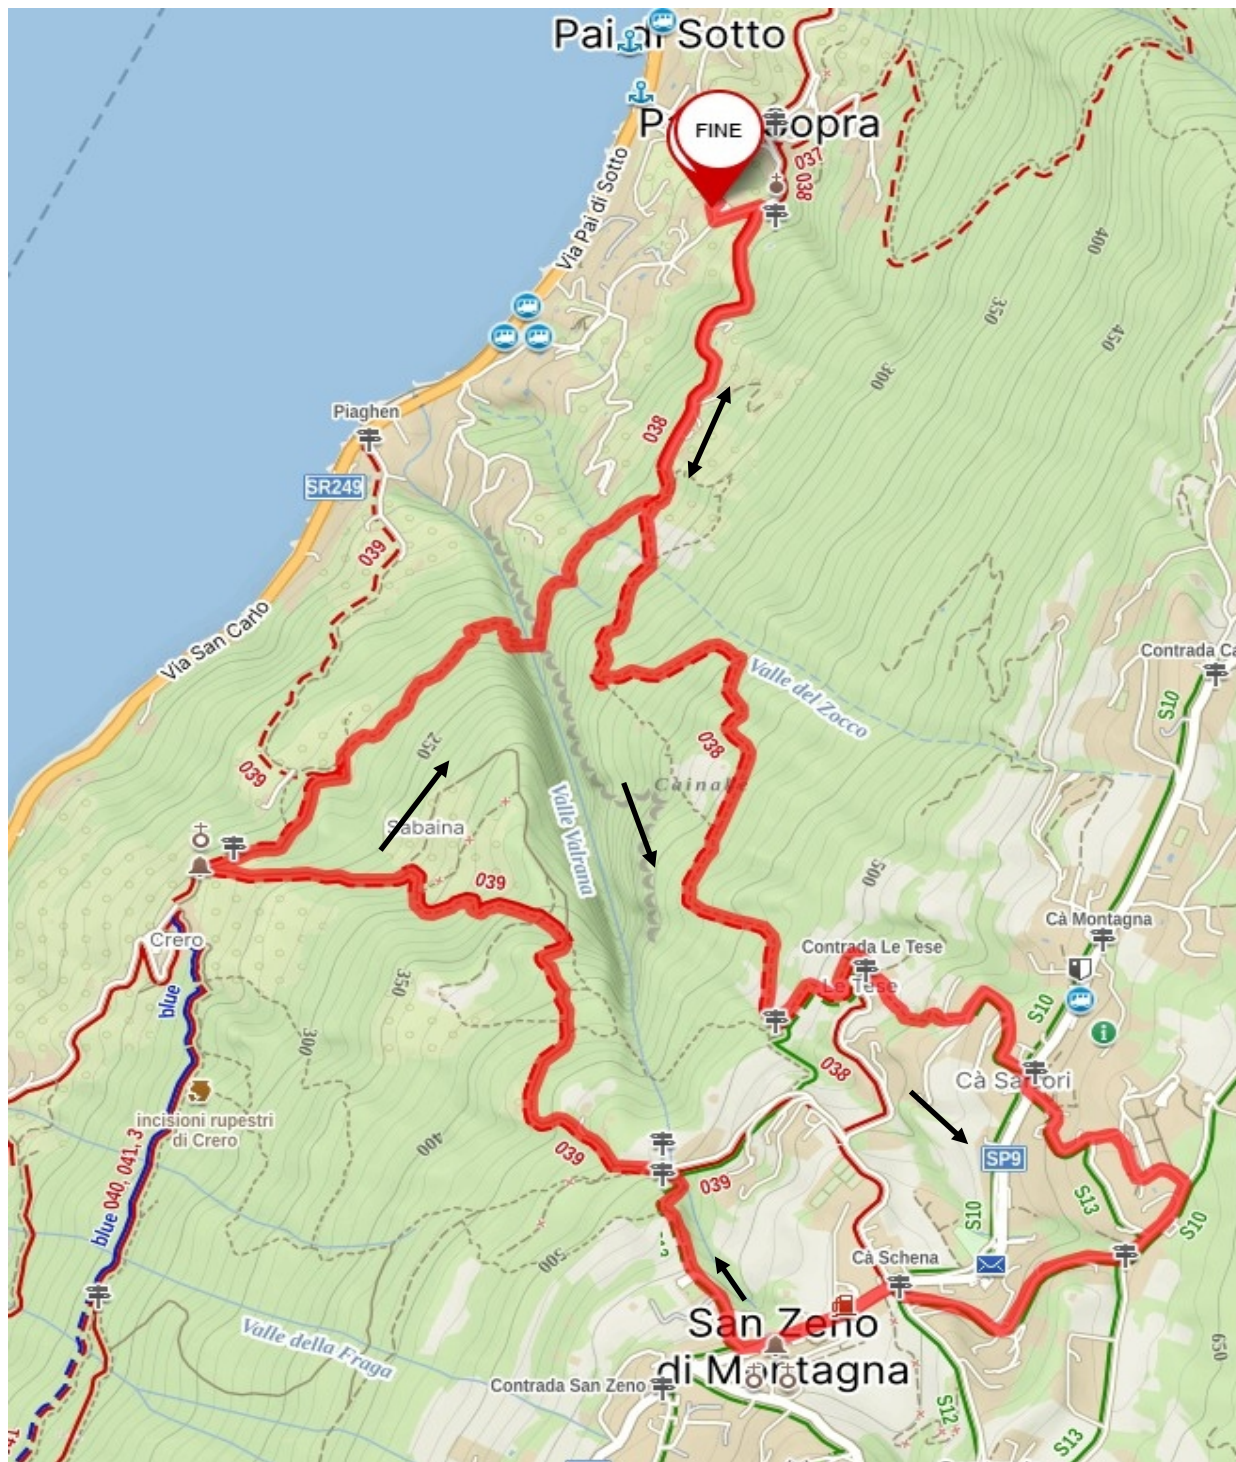 Pai di Sotto
FINE
037
038
Via Pai di Sotto
400
350
450
300
Piaghen
038
SR249
039
Via San Carlo
Contrada Ca
Valle del Zocco
S10
038
250
039
Sabaina
Valle Valrana
039
500
Cà Montagna
Contrada Le Tese
Le Tese
Crero
350
blue
S10
300
038
Cà Sartori
incisioni rupestri
di Crero
400
039
SP9
blue 040, 041, 3
039
S13
S10
S10
500
Cà Schena
San Zeno
di Montagna
Valle della Fraga
650
Contrada San Zeno
S12
S13